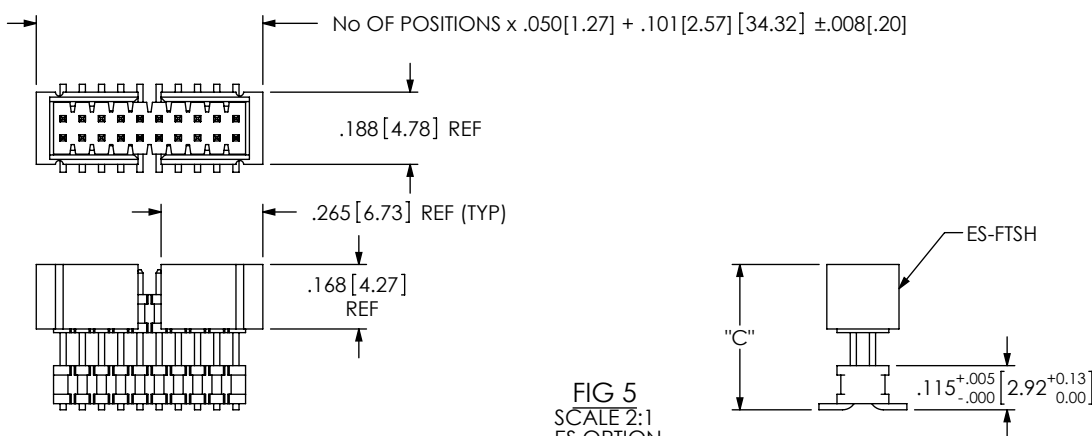 No OF POSITIONS x .050[1.27] + .101[2.57] [34.32] ±.008[.20]
.188[4.78] REF
.265[6.73] REF (TYP)
.168[4.27]
REF
ES-FTSH
"C"
.115+.005 -.000[2.92+0.13 0.00]
FIG 5
SCALE 2:1
ES OPTION